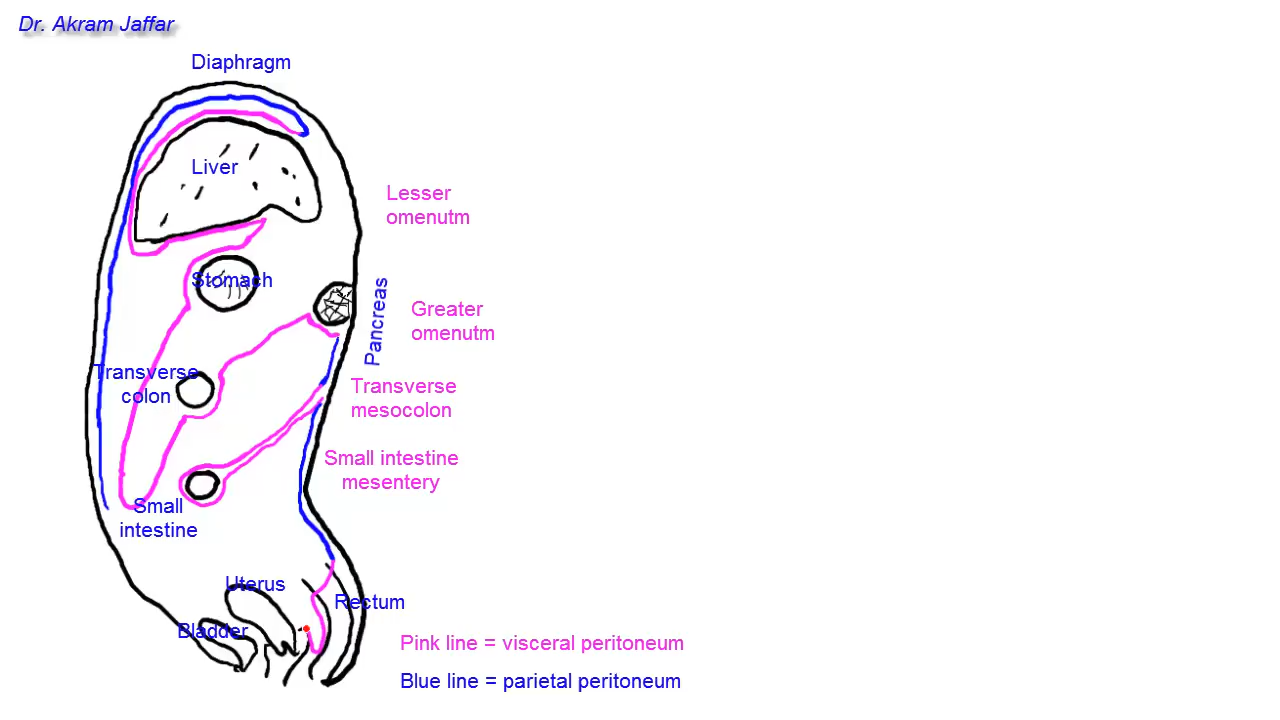 Dr. Akram Jaffar
Diaphragm
Liver
Lesser
omenutm
Stomach
Pancreas
Greater
omenutm
Transverse
colon
Transverse
mesocolon
Small intestine
mesentery
Small
intestine
Uterus
Rectum
Bladder
Pink line = visceral peritoneum
Blue line = parietal peritoneum